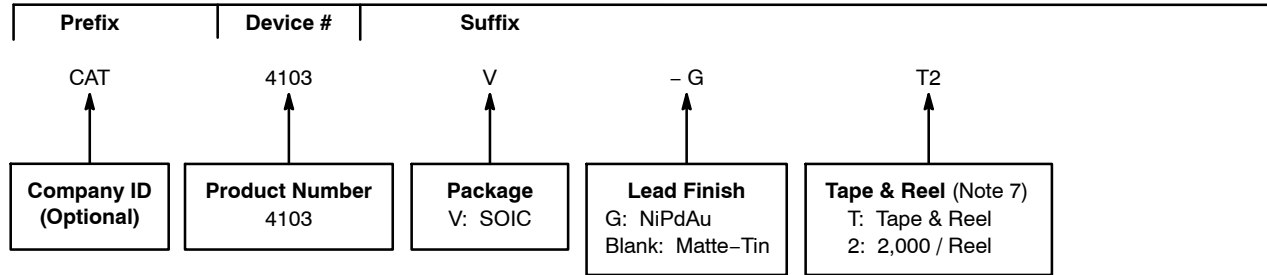 Prefix Device # Suffix
CAT 4103 V – G T2
Company ID
(Optional)
Product Number
4103
Package
V: SOIC
Lead Finish
G: NiPdAu
Blank: Matte–Tin
Tape & Reel (Note 7)
T: Tape & Reel
2: 2,000 / Reel